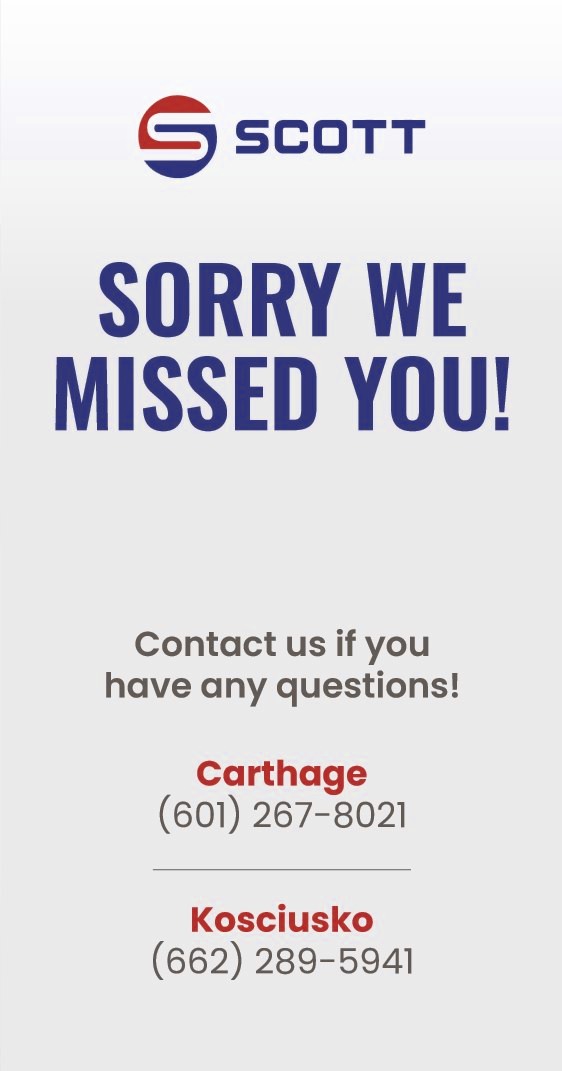 SCOTT
SORRY WE
MISSED YOU!
Contact us if you
have any questions!
Carthage
(601) 267-8021
Kosciusko
(662) 289-5941